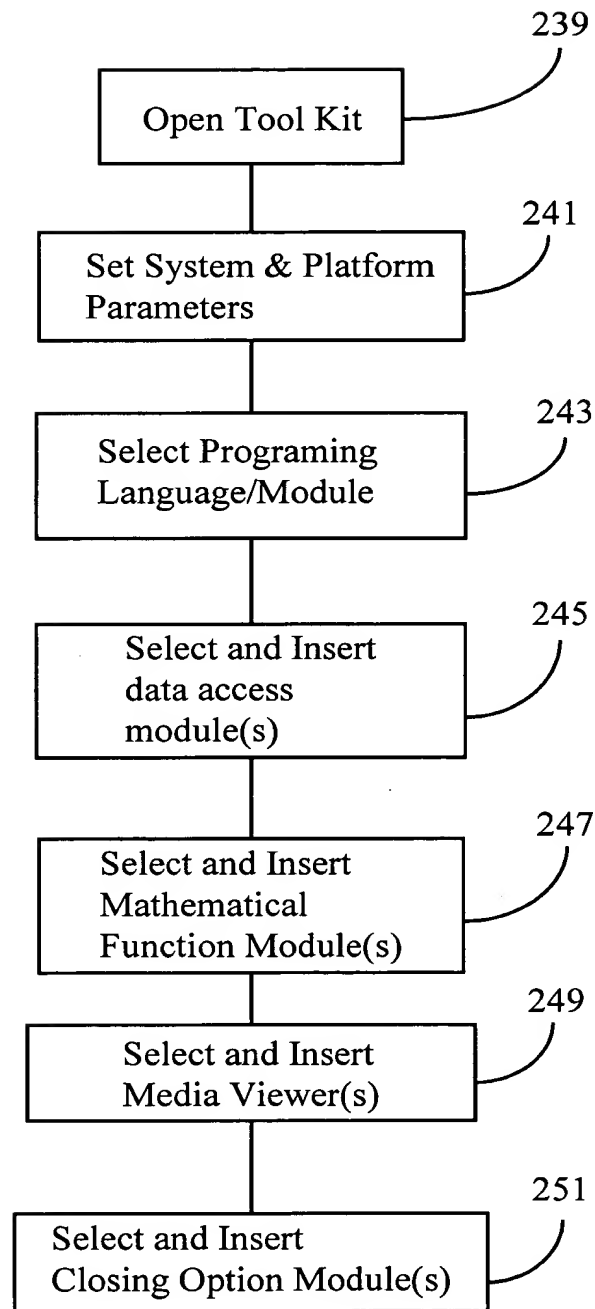 239
Open Tool Kit
241
Set System & Platform
Parameters
243
Select Programing
Language/Module
245
Select and Insert
data access
module(s)
247
Select and Insert
Mathematical
Function Module(s)
249
Select and Insert
Media Viewer(s)
251
Select and Insert
Closing Option Module(s)